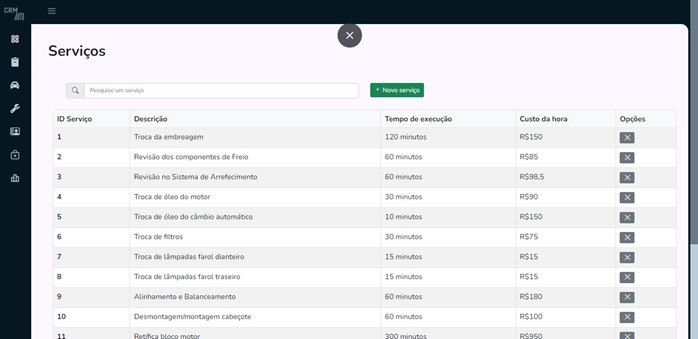 CRM
Serviços
Pesquise um serviço
+ Novo serviço
ID Serviço Descrição Tempo de execução Custo da hora Opções
1 Troca da embreagem 120 minutos R$150
2 Revisão dos componentes de Freio 60 minutos R$85
3 Revisão no Sistema de Arrefecimento 60 minutos R$98,5
4 Troca de óleo do motor 30 minutos R$90
5 Troca de óleo do câmbio automático 10 minutos R$150
6 Troca de filtros 30 minutos R$75
7 Troca de lâmpadas farol dianteiro 15 minutos R$15
8 Troca de lâmpadas farol traseiro 15 minutos R$15
9 Alinhamento e Balanceamento 60 minutos R$180
10 Desmontagem/montagem cabeçote 60 minutos R$100
11 Retífica bloco motor 300 minutos R$950